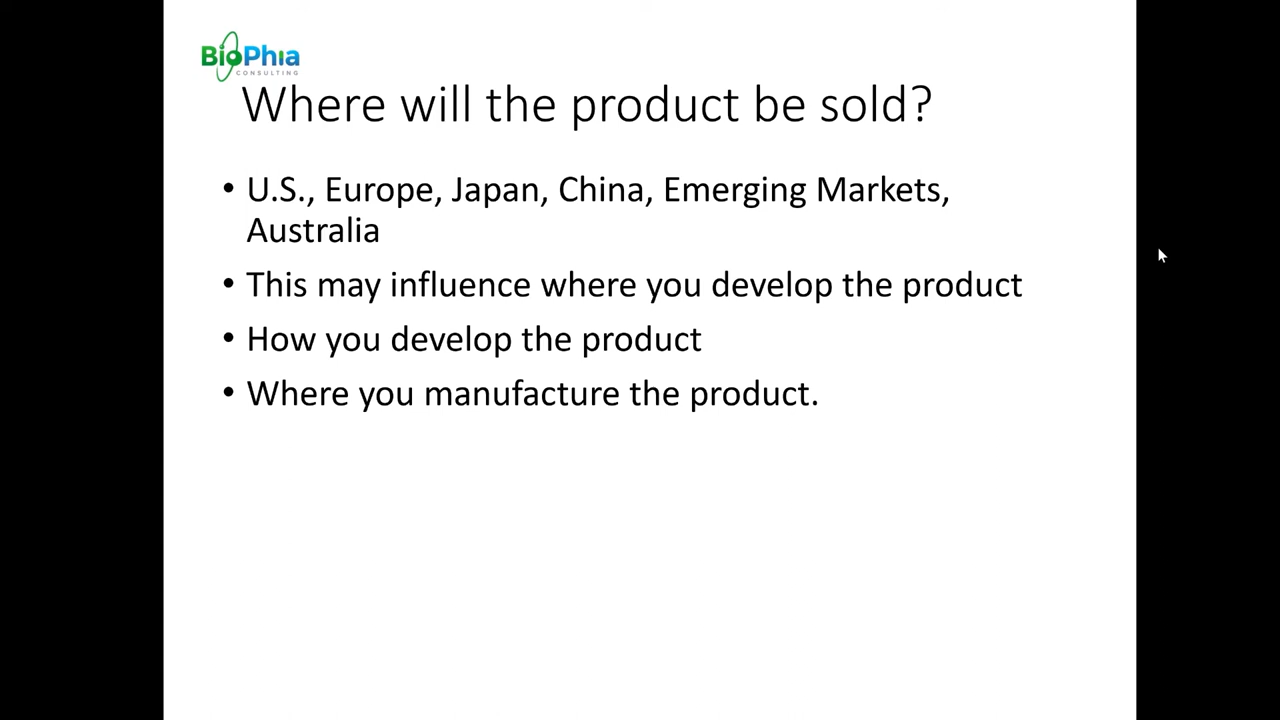 BioPhia
CONSULTING
Where will the product be sold?
• U.S., Europe, Japan, China, Emerging Markets,
Australia
• This may influence where you develop the product
• How you develop the product
• Where you manufacture the product.